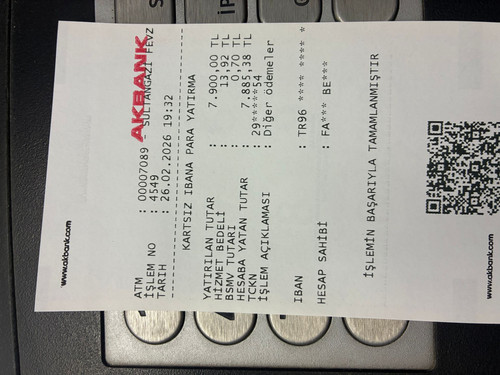 AKBANK
ATM : 00007089 - SULTANGAZİ FEVZ
İŞLEM NO : 4549
TARİH : 26.02.2026 19:32
KARTSIZ IBANA PARA YATIRMA
YATIRILAN TUTAR : 7.900,00 TL
HİZMET BEDELİ : 13,92 TL
BSMV TUTARI : 0,70 TL
HESABA YATAN TUTAR : 7.885,38 TL
TCKN : 29*******54
İŞLEM AÇIKLAMASI : Diğer ödemeler
IBAN : TR96 **** **** *
HESAP SAHİBİ : FA*** BE***
İŞLEMİN BAŞARIYLA TAMAMLANMIŞTIR
www.akbank.com
www.akbank.com